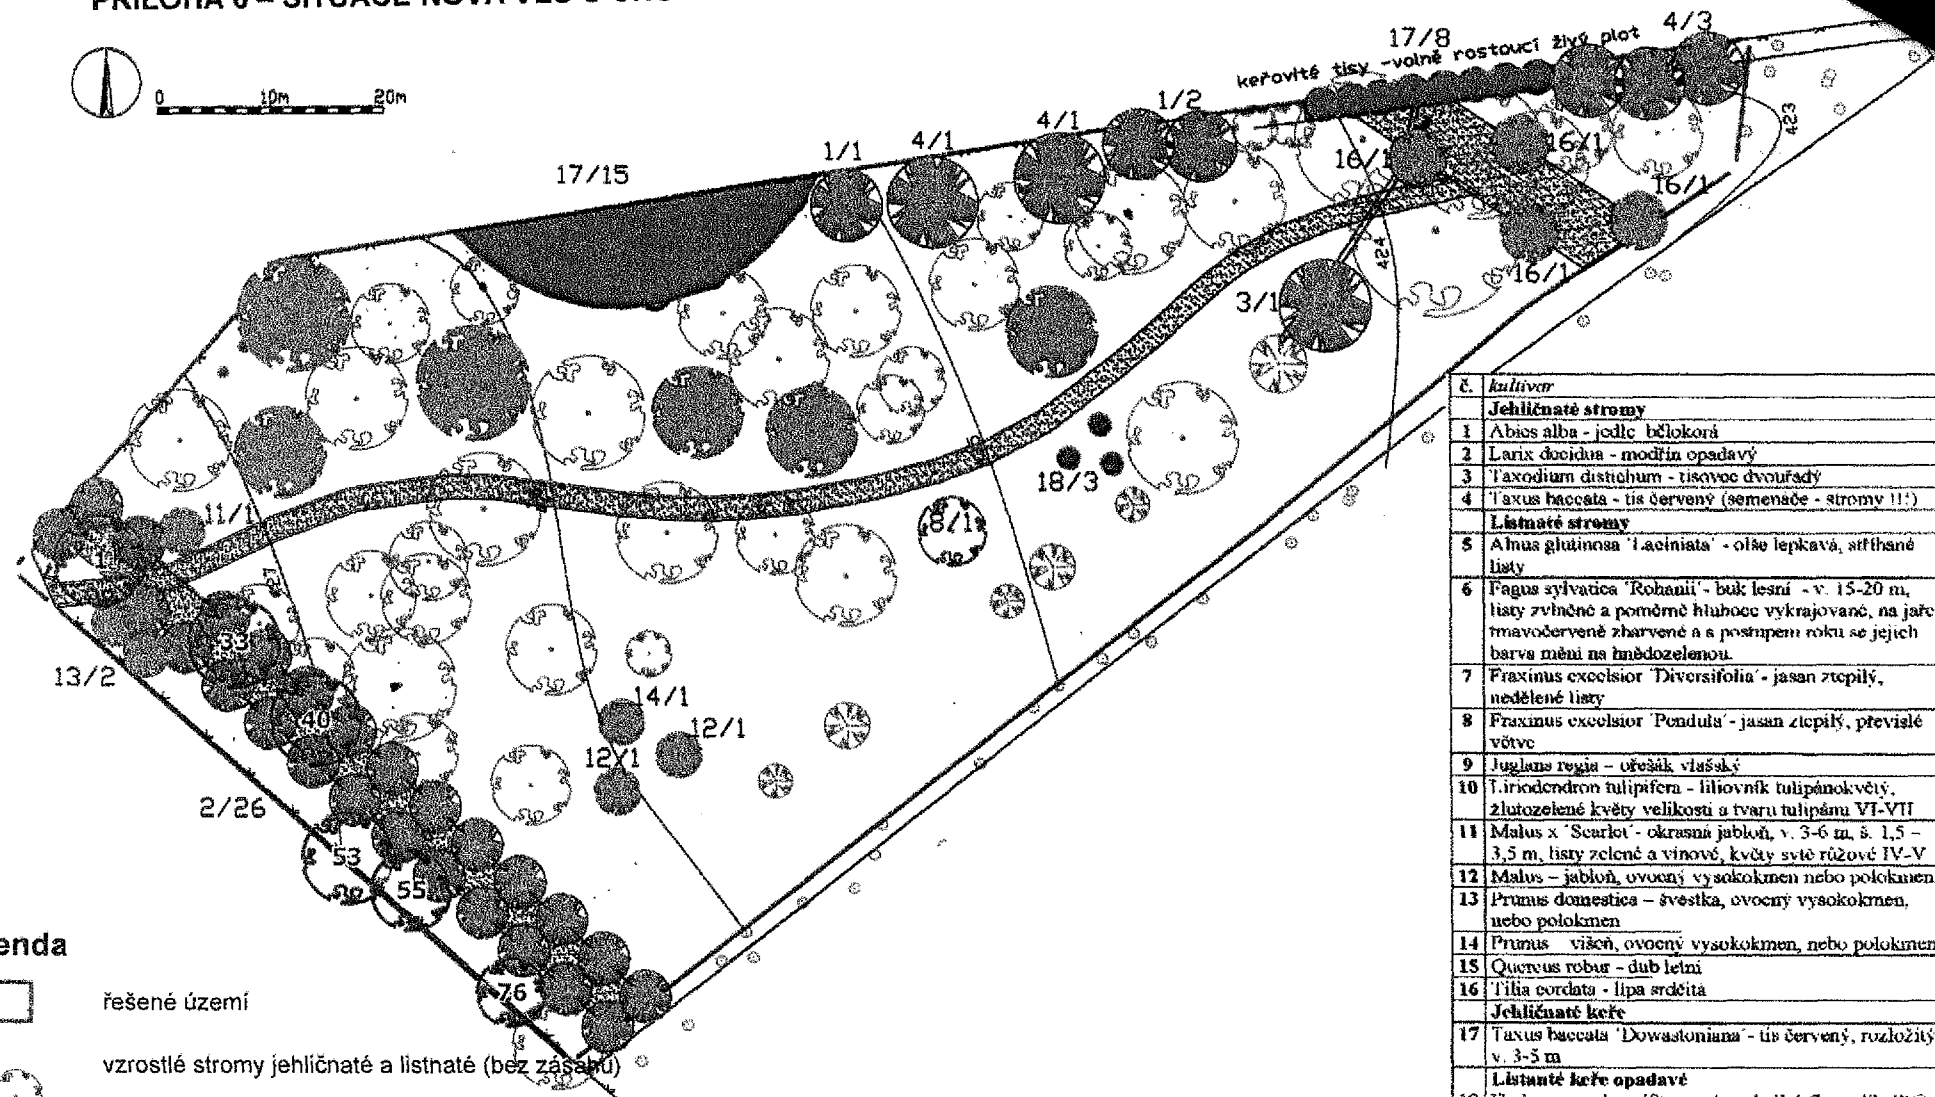 0 10m 20m
17/8
4/3
keřovité tisy -volně rostoucí živý plot
1/2
4/1
4/1
1/1
17/15
16/1
16/1
16/1
16/1
423
424
3/1
18/3
8/1
11/1
33
13/2
40
14/1
12/1
12/1
2/26
53
55
76
enda
řešené území
vzrostlé stromy jehličnaté a listnaté (bez zásahu)
č. kultivar
Jehličnaté stromy
1 Abies alba - jedle bělokorá
2 Larix decidua - modřín opadavý
3 Taxodium distichum - tisovec dvouřadý
4 Taxus baccata - tis červený (semenáče - stromy !!!)
Listnaté stromy
5 Alnus glutinosa 'Laciniata' - olše lepkavá, stříhané
listy
6 Fagus sylvatica 'Rohanii' - buk lesní - v. 15-20 m,
listy zvlněné a poměrně hluboce vykrajované, na jaře
tmavočerveně zbarvené a s postupem roku se jejich
barva mění na hnědozelenou.
7 Fraxinus excelsior 'Diversifolia' - jasan ztepilý,
nedělené listy
8 Fraxinus excelsior 'Pendula' - jasan ztepilý, převislé
větve
9 Juglans regia – ořešák vlašský
10 Liriodendron tulipifera - liliovník tulipánokvětý,
žlutozelené květy velikosti a tvaru tulipánu VI-VII
11 Malus x 'Scarlet' - okrasná jabloň, v. 3-6 m, š. 1,5 –
3,5 m, listy zelené a vínové, květy sytě růžové IV-V
12 Malus – jabloň, ovocný vysokokmen nebo polokmen
13 Prunus domestica – švestka, ovocný vysokokmen,
nebo polokmen
14 Prunus višeň, ovocný vysokokmen, nebo polokmen
15 Quercus robur - dub letní
16 Tilia cordata - lípa srdčitá
Jehličnaté keře
17 Taxus baccata 'Dowastoniana' - tis červený, rozložitý
v. 3-5 m
Listnaté keře opadavé